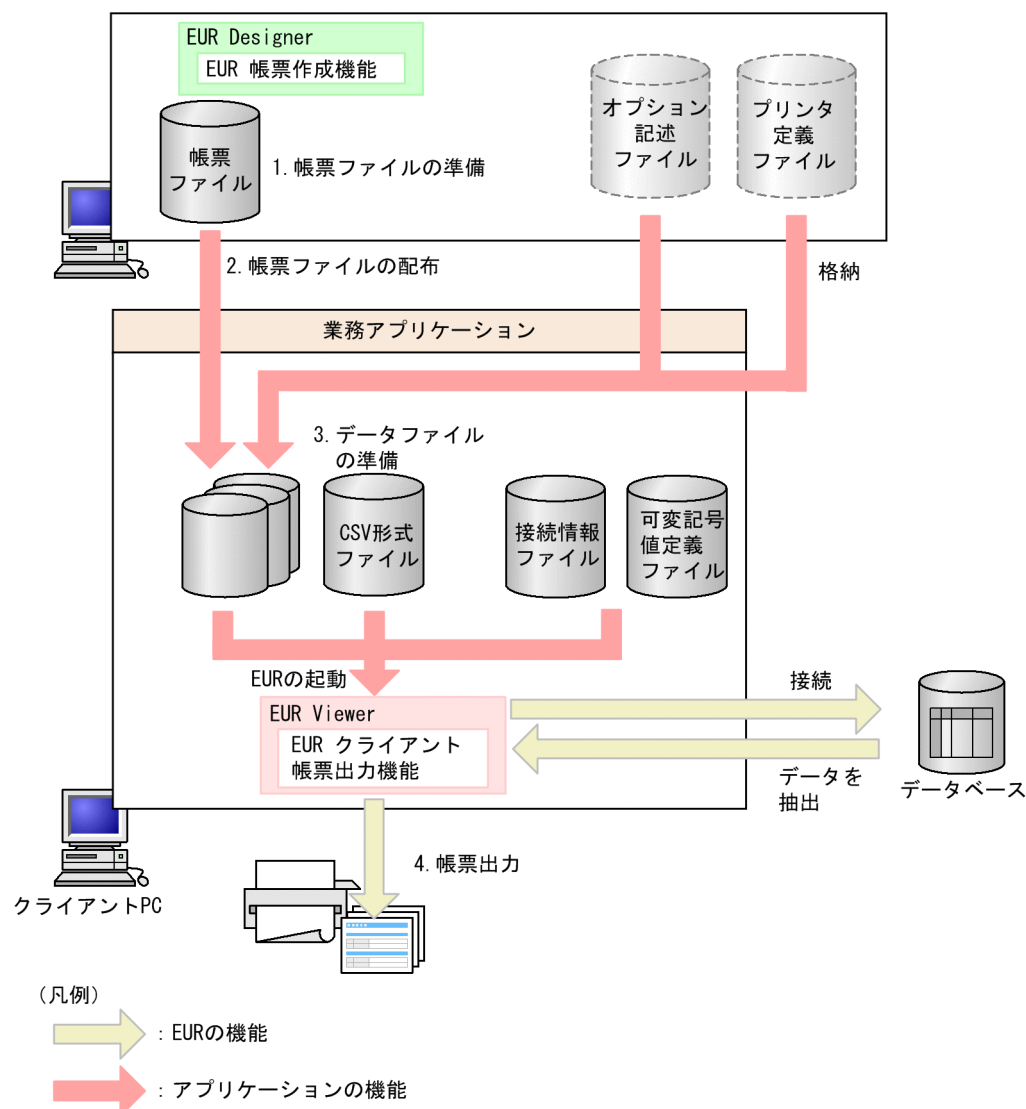 EUR Designer
EUR 帳票作成機能
帳票
ファイル
1. 帳票ファイルの準備
オプション
記述
ファイル
プリンタ
定義
ファイル
2. 帳票ファイルの配布
格納
業務アプリケーション
3. データファイル
の準備
CSV形式
ファイル
接続情報
ファイル
可変記号
値定義
ファイル
EURの起動
EUR Viewer
EUR クライアント
帳票出力機能
接続
データを
抽出
データベース
クライアントPC
4. 帳票出力
(凡例)
: EURの機能
: アプリケーションの機能